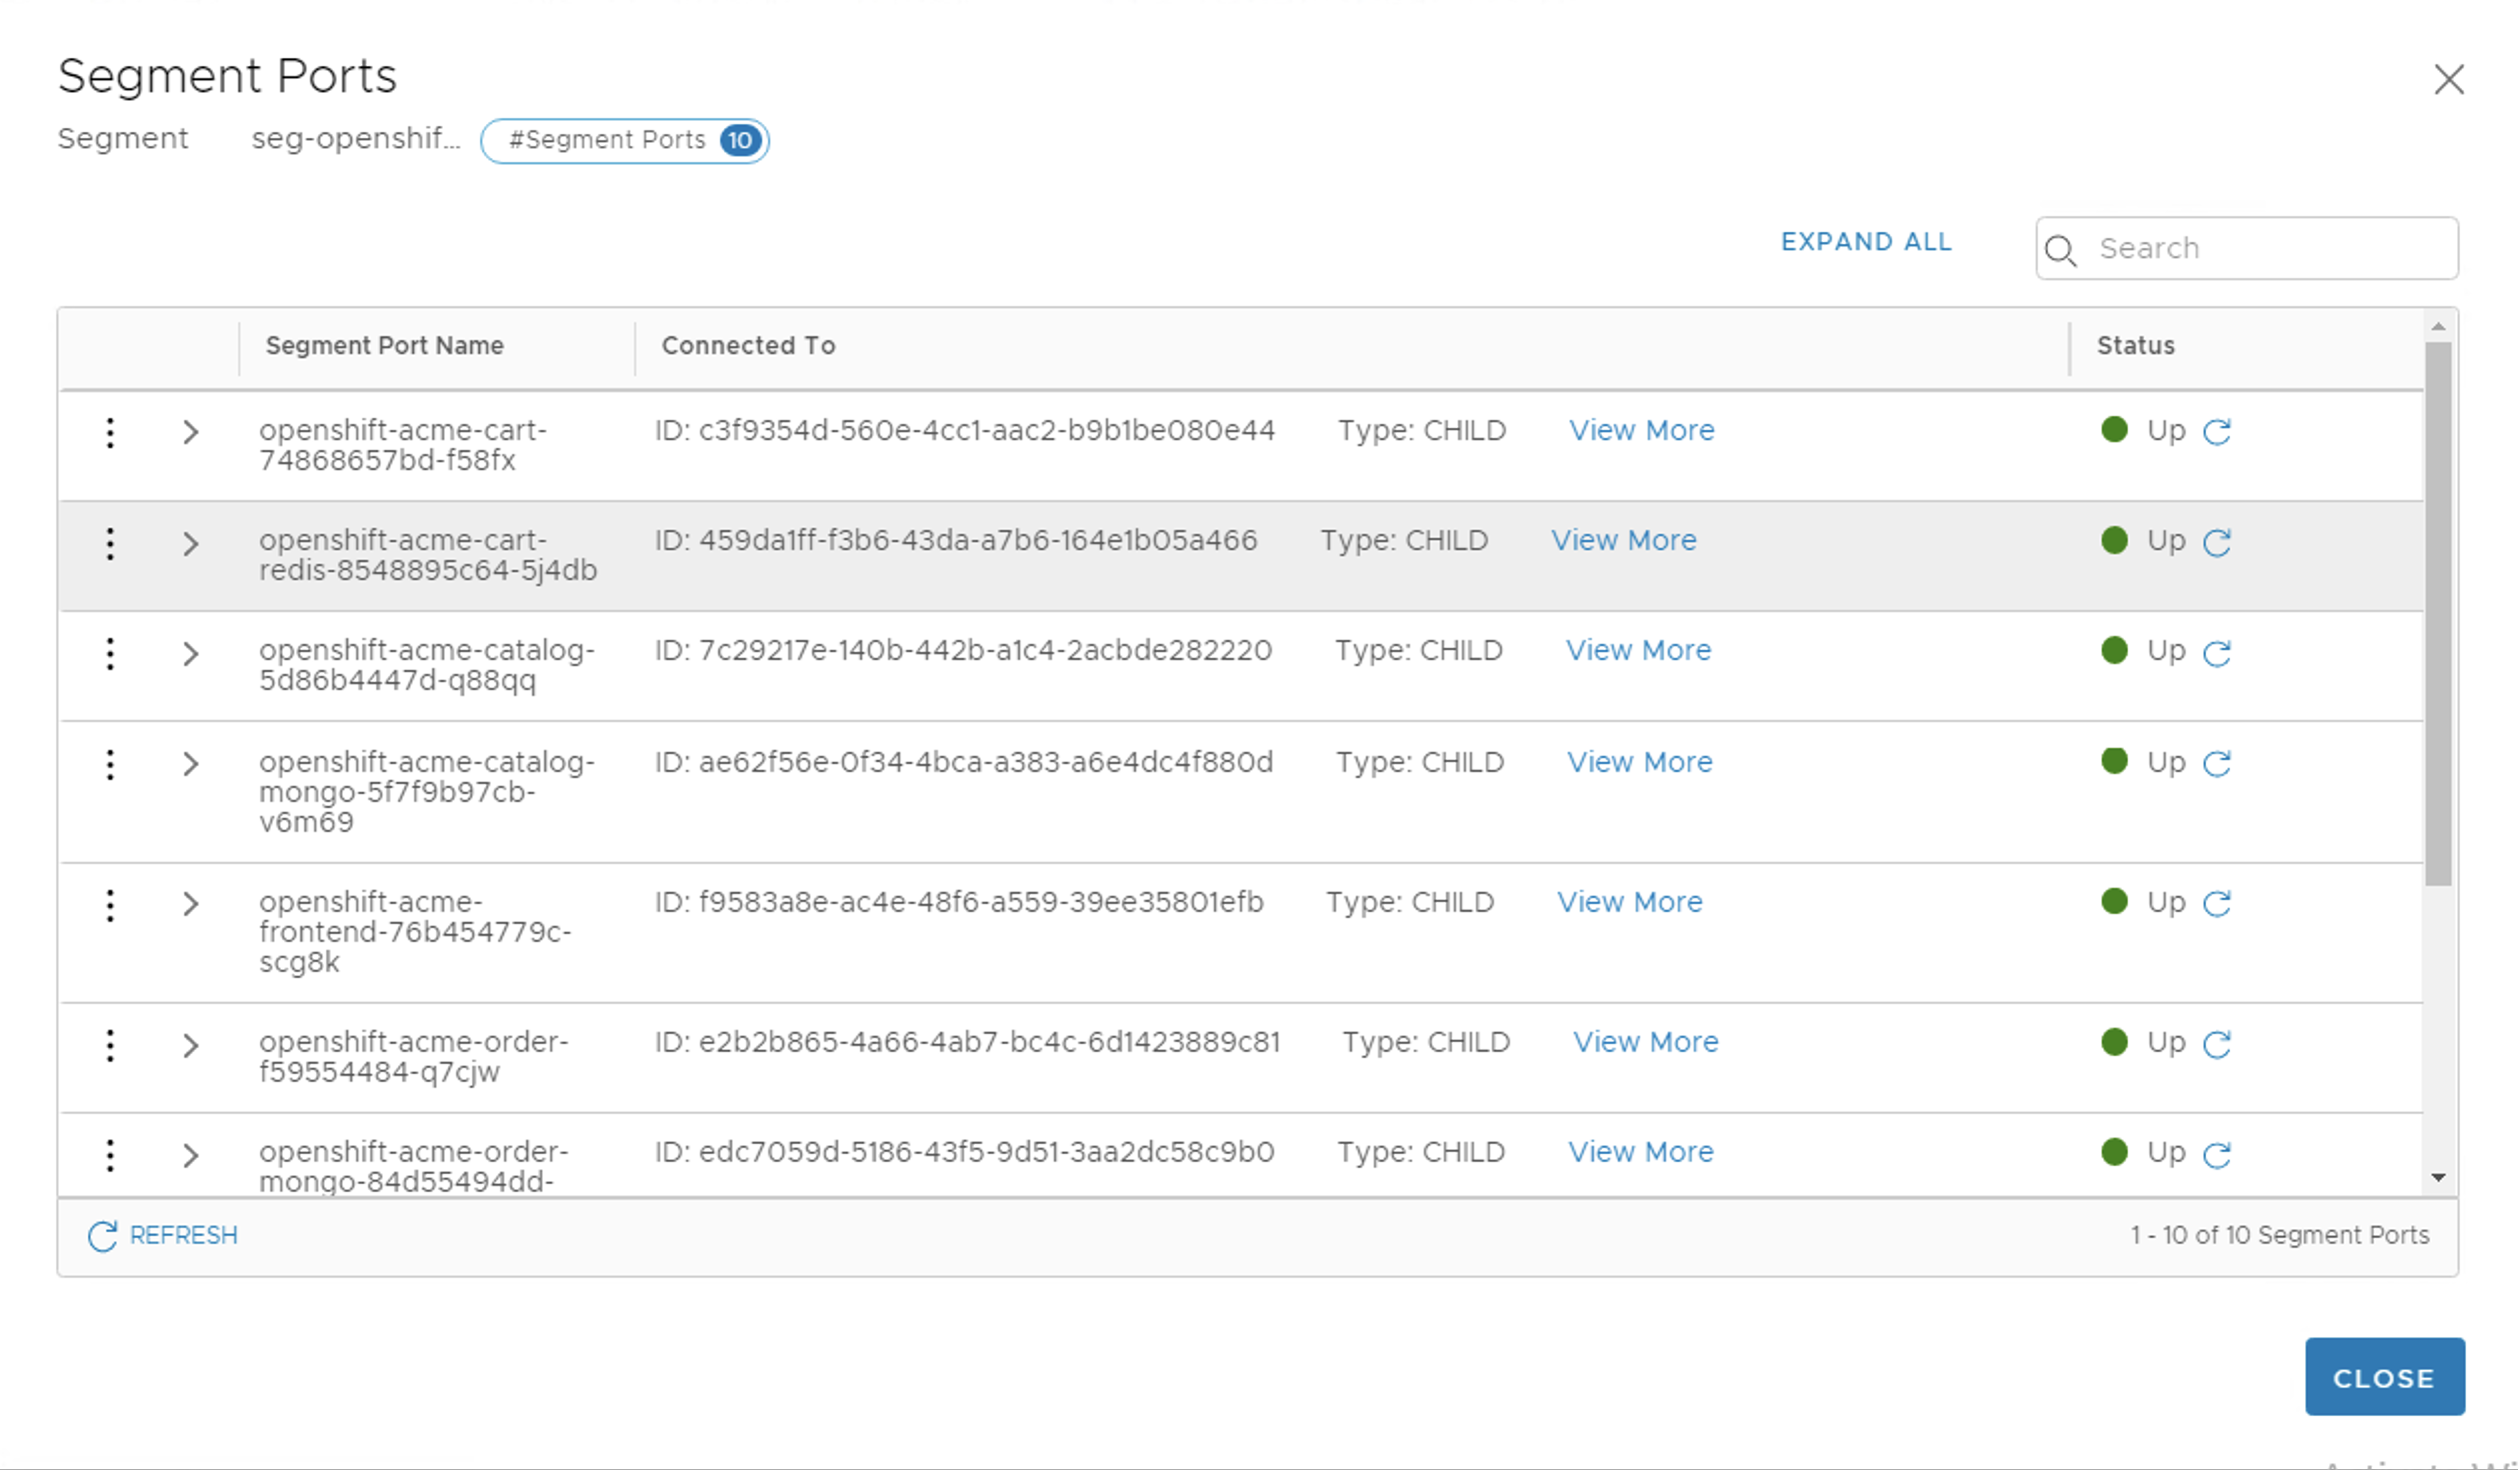 Segment Ports
Segment seg-openshif... #Segment Ports 10
EXPAND ALL Search
Segment Port Name Connected To Status
openshift-acme-cart- ID: c3f9354d-560e-4cc1-aac2-b9b1be080e44 Type: CHILD View More Up
74868657bd-f58fx
openshift-acme-cart- ID: 459da1ff-f3b6-43da-a7b6-164e1b05a466 Type: CHILD View More Up
redis-8548895c64-5j4db
openshift-acme-catalog- ID: 7c29217e-140b-442b-a1c4-2acbde282220 Type: CHILD View More Up
5d86b4447d-q88qq
openshift-acme-catalog- ID: ae62f56e-0f34-4bca-a383-a6e4dc4f880d Type: CHILD View More Up
mongo-5f7f9b97cb-
v6m69
openshift-acme- ID: f9583a8e-ac4e-48f6-a559-39ee35801efb Type: CHILD View More Up
frontend-76b454779c-
scg8k
openshift-acme-order- ID: e2b2b865-4a66-4ab7-bc4c-6d1423889c81 Type: CHILD View More Up
f59554484-q7cjw
openshift-acme-order- ID: edc7059d-5186-43f5-9d51-3aa2dc58c9b0 Type: CHILD View More Up
mongo-84d55494dd-
REFRESH 1 - 10 of 10 Segment Ports
CLOSE